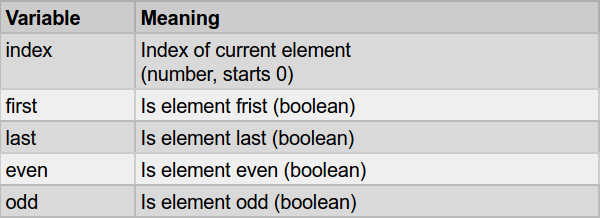 Variable Meaning
index Index of current element
(number, starts 0)
first Is element frist (boolean)
last Is element last (boolean)
even Is element even (boolean)
odd Is element odd (boolean)